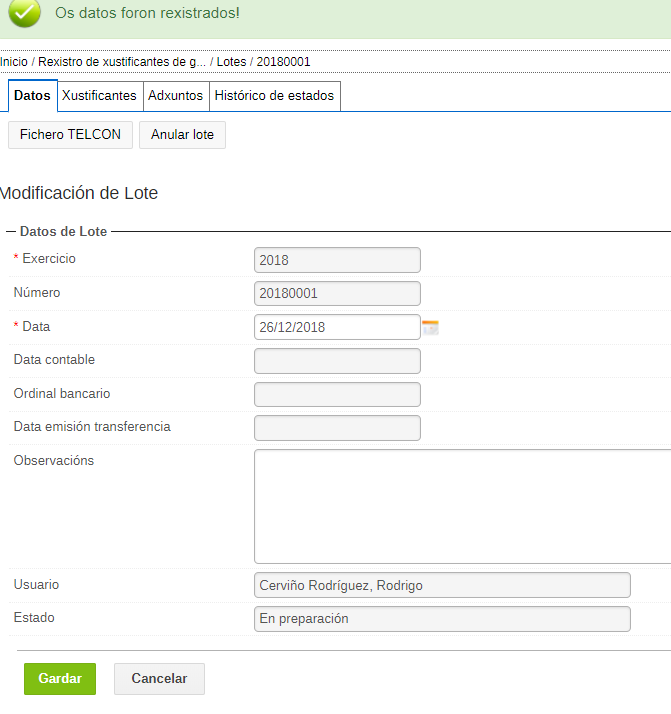 Os datos foron rexistrados!
Inicio / Rexistro de xustificantes de g... / Lotes / 20180001
Datos Xustificantes Adxuntos Histórico de estados
Fichero TELCON Anular lote
Modificación de Lote
Datos de Lote
* Exercicio 2018
Número 20180001
* Data 26/12/2018
Data contable
Ordinal bancario
Data emisión transferencia
Observacións
Usuario Cerviño Rodríguez, Rodrigo
Estado En preparación
Gardar Cancelar